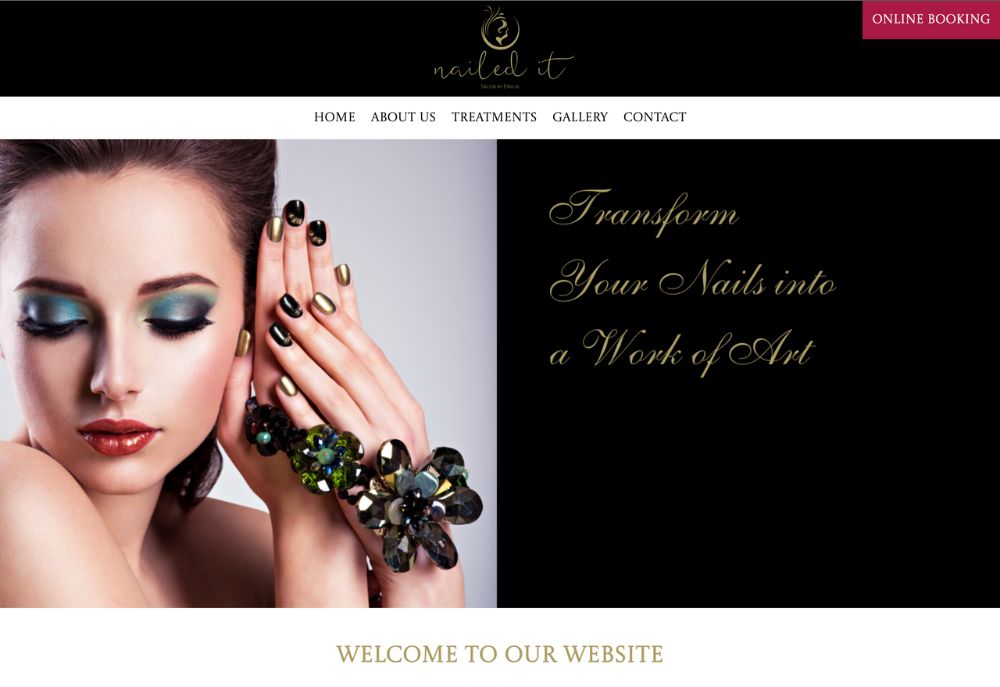 ONLINE BOOKING
nailed it
SALON BY EMILIA
HOME ABOUT US TREATMENTS GALLERY CONTACT
Transform
Your Nails into
a Work of Art
WELCOME TO OUR WEBSITE